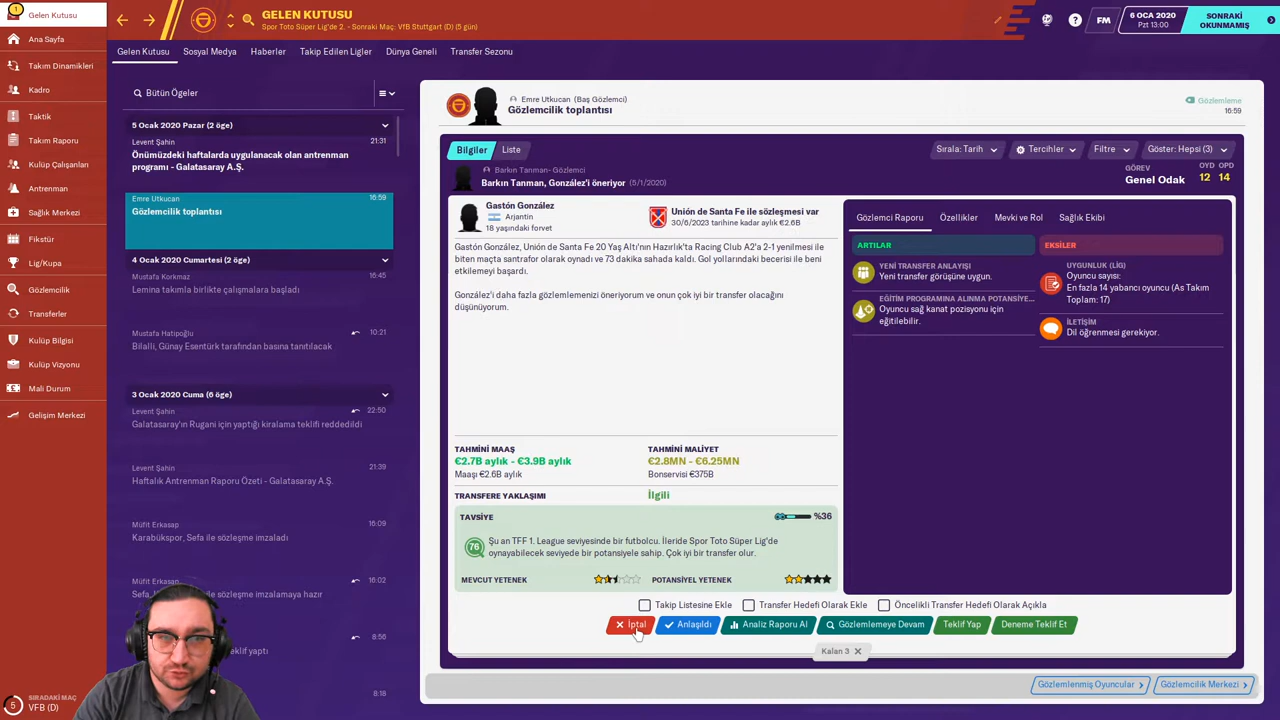 1
Gelen Kutusu
Ana Sayfa
Takım Dinamikleri
Kadro
Taktik
Takım Raporu
Kulüp Çalışanları
Antrenman
Sağlık Merkezi
Fikstür
Lig/Kupa
Gözlemcilik
Transferler
Kulüp Bilgisi
Kulüp Vizyonu
Mali Durum
Gelişim Merkezi
5
SIRADAKİ MAÇ
VFB (D)
GELEN KUTUSU
Spor Toto Süper Lig'de 2. - Sonraki Maç: VfB Stuttgart (D) (5 gün)
FM
6 OCA 2020
Pzt 13:00
SONRAKİ
OKUNMAMIŞ
Gelen Kutusu
Sosyal Medya
Haberler
Takip Edilen Ligler
Dünya Geneli
Transfer Sezonu
Bütün Ögeler
5 Ocak 2020 Pazar (2 öge)
Levent Şahin
21:31
Önümüzdeki haftalarda uygulanacak olan antrenman
programı - Galatasaray A.Ş.
Emre Utkucan
16:59
Gözlemcilik toplantısı
4 Ocak 2020 Cumartesi (2 öge)
Mustafa Korkmaz
16:45
Lemina takımla birlikte çalışmalara başladı
Mustafa Hatipoğlu
10:21
Bilalli, Günay Esentürk tarafından basına tanıtılacak
3 Ocak 2020 Cuma (6 öge)
Levent Şahin
22:50
Galatasaray'ın Rugani için yaptığı kiralama teklifi reddedildi
Levent Şahin
21:39
Haftalık Antrenman Raporu Özeti - Galatasaray A.Ş.
Müfit Erkasap
16:09
Karabükspor, Sefa ile sözleşme imzaladı
Müfit Erkasap
16:02
Sefa, ile sözleşme imzalamaya hazır
8:56
teklif yaptı
8:18
Emre Utkucan (Baş Gözlemci)
Gözlemcilik toplantısı
Gözlemleme
16:59
Bilgiler
Liste
Sırala: Tarih
Tercihler
Filtre
Göster: Hepsi (3)
Barkın Tanman- Gözlemci
Barkın Tanman, González'i öneriyor (5/1/2020)
GÖREV
Genel Odak
OYD
12
OPD
14
Gastón González
Arjantin
18 yaşındaki forvet
Unión de Santa Fe ile sözleşmesi var
30/6/2023 tarihine kadar aylık €2.6B
Gastón González, Unión de Santa Fe 20 Yaş Altı'nın Hazırlık'ta Racing Club A2'a 2-1 yenilmesi ile
biten maçta santrafor olarak oynadı ve 73 dakika sahada kaldı. Gol yollarındaki becerisi ile beni
etkilemeyi başardı.
González'i daha fazla gözlemlemenizi öneriyorum ve onun çok iyi bir transfer olacağını
düşünüyorum.
TAHMİNİ MAAŞ
€2.7B aylık - €3.9B aylık
Maaşı €2.6B aylık
TAHMİNİ MALİYET
€2.8MN - €6.25MN
Bonservisi €375B
TRANSFERE YAKLAŞIMI
İlgili
TAVSİYE
%36
76
Şu an TFF 1. League seviyesinde bir futbolcu. İleride Spor Toto Süper Lig'de
oynayabilecek seviyede bir potansiyele sahip. Çok iyi bir transfer olur.
MEVCUT YETENEK
POTANSİYEL YETENEK
Gözlemci Raporu
Özellikler
Mevki ve Rol
Sağlık Ekibi
ARTILAR
YENİ TRANSFER ANLAYIŞI
Yeni transfer görüşüne uygun.
EĞİTİM PROGRAMINA ALINMA POTANSİYE...
Oyuncu sağ kanat pozisyonu için
eğitilebilir.
EKSİLER
UYGUNLUK (LİG)
Oyuncu sayısı:
En fazla 14 yabancı oyuncu (As Takım
Toplam: 17)
İLETİŞİM
Dil öğrenmesi gerekiyor.
Takip Listesine Ekle
Transfer Hedefi Olarak Ekle
Öncelikli Transfer Hedefi Olarak Açıkla
İptal
Anlaşıldı
Analiz Raporu Al
Gözlemlemeye Devam
Teklif Yap
Deneme Teklif Et
Kalan 3
Gözlemlenmiş Oyuncular
Gözlemcilik Merkezi